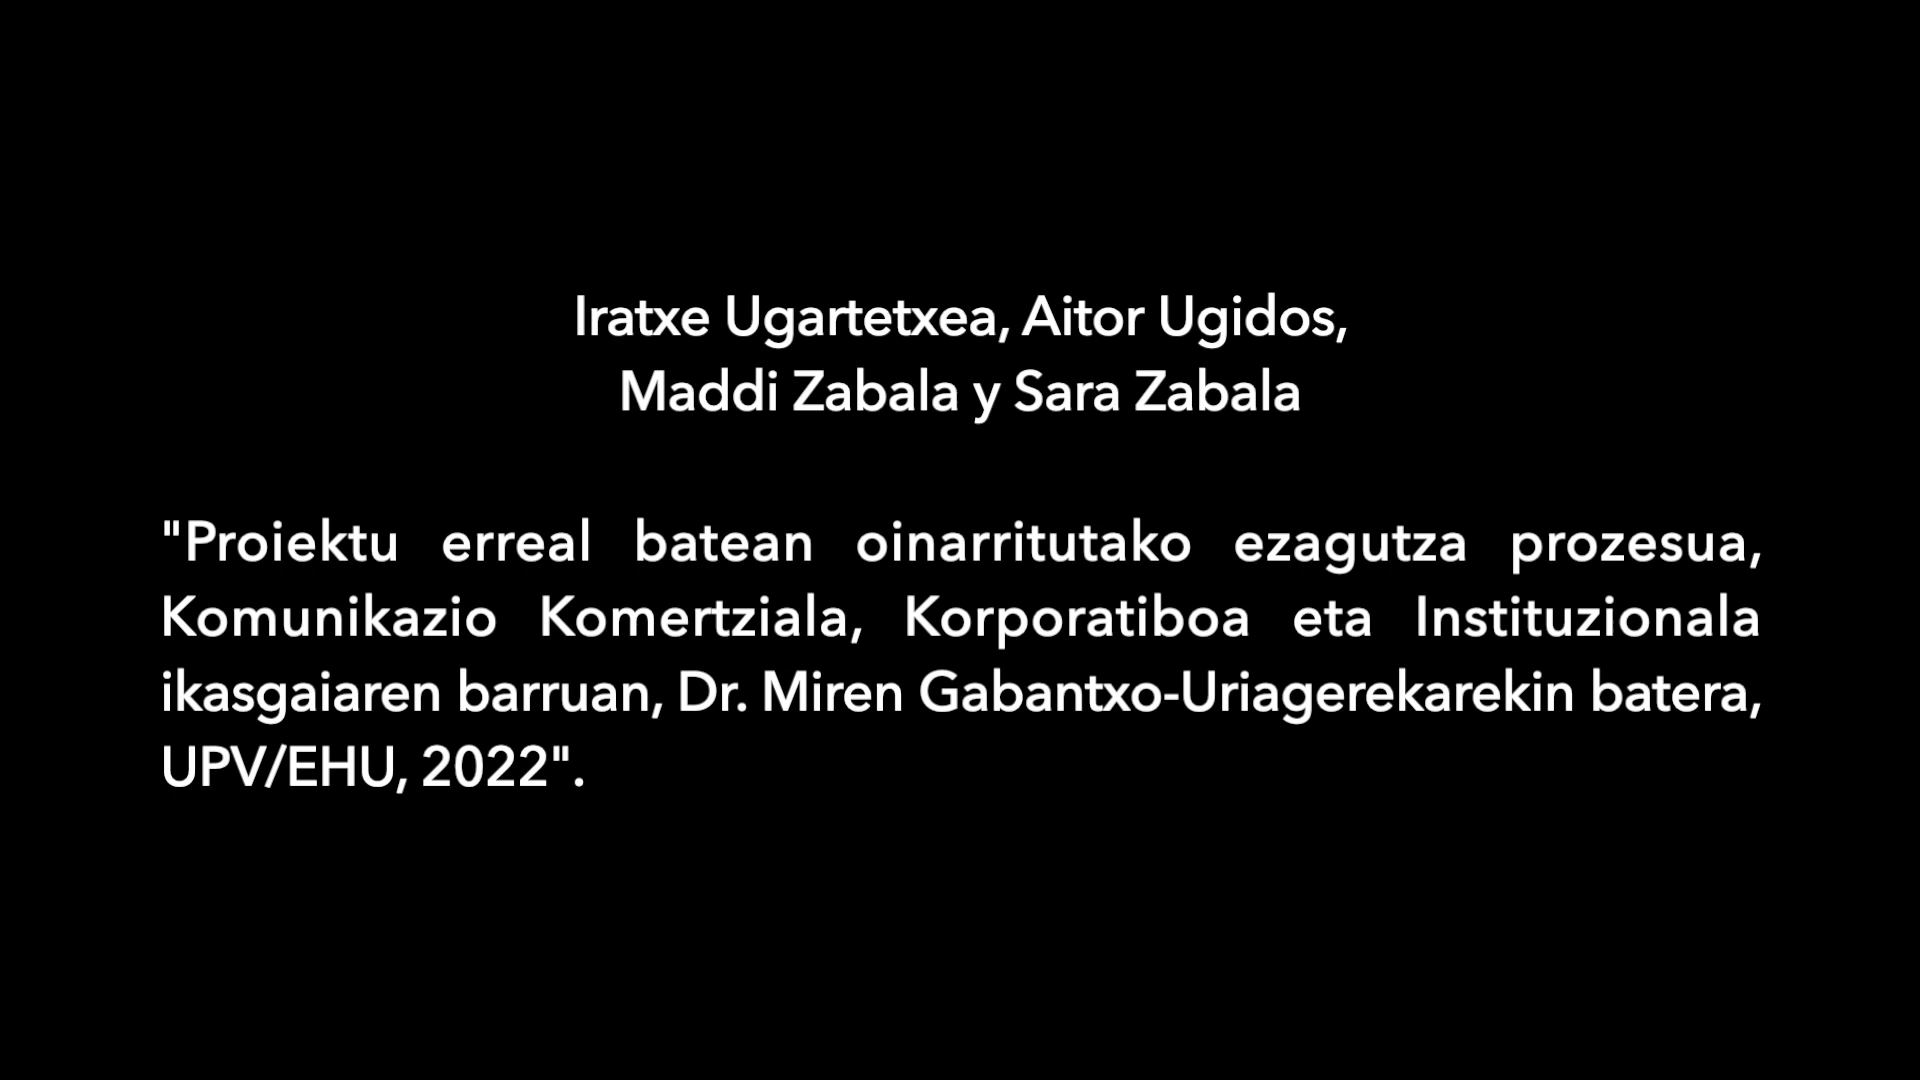 Iratxe Ugartetxea, Aitor Ugidos,
Maddi Zabala y Sara Zabala
"Proiektu erreal batean oinarritutako ezagutza prozesua,
Komunikazio Komertziala, Korporatiboa eta Instituzionala
ikasgaiaren barruan, Dr. Miren Gabantxo-Uriagerekarekin batera,
UPV/EHU, 2022".